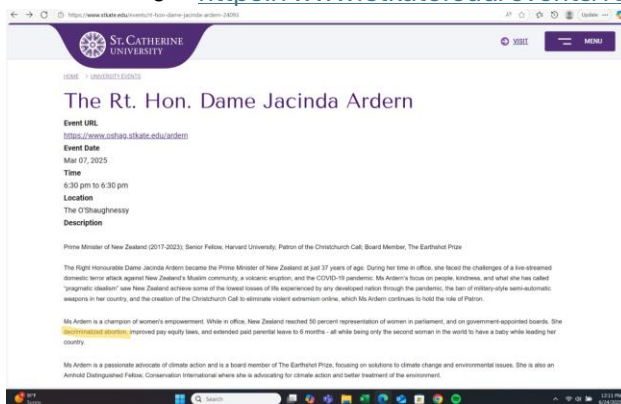 https://www.stkate.edu/events/rt-hon-dame-jacinda-ardern-24093
Update
ST. CATHERINE
UNIVERSITY
VISIT
MENU
HOME > UNIVERSITY EVENTS
The Rt. Hon. Dame Jacinda Ardern
Event URL
https://www.oshag.stkate.edu/ardern
Event Date
Mar 07, 2025
Time
6:30 pm to 6:30 pm
Location
The O'Shaughnessy
Description
Prime Minister of New Zealand (2017-2023); Senior Fellow, Harvard University, Patron of the Christchurch Call; Board Member, The Earthshot Prize
The Right Honourable Dame Jacinda Ardern became the Prime Minister of New Zealand at just 37 years of age. During her time in office, she faced the challenges of a live-streamed
domestic terror attack against New Zealand's Muslim community, a volcanic eruption, and the COVID-19 pandemic. Ms Ardern's focus on people, kindness, and what she has called
"pragmatic idealism" saw New Zealand achieve some of the lowest losses of life experienced by any developed nation through the pandemic, the ban of military-style semi-automatic
weapons in her country, and the creation of the Christchurch Call to eliminate violent extremism online, which Ms Ardern continues to hold the role of Patron.
Ms Ardern is a champion of women's empowerment. While in office, New Zealand reached 50 percent representation of women in parliament, and on government-appointed boards. She
decriminalized abortion, improved pay equity laws, and extended paid parental leave to 6 months - all while being only the second woman in the world to have a baby while leading her
country.
Ms Ardern is a passionate advocate of climate action and is a board member of The Earthshot Prize, focusing on solutions to climate change and environmental issues. She is also an
Arnhold Distinguished Fellow, Conservation International where she is advocating for climate action and better treatment of the environment.
Search
12:11 PM
6/24/2025